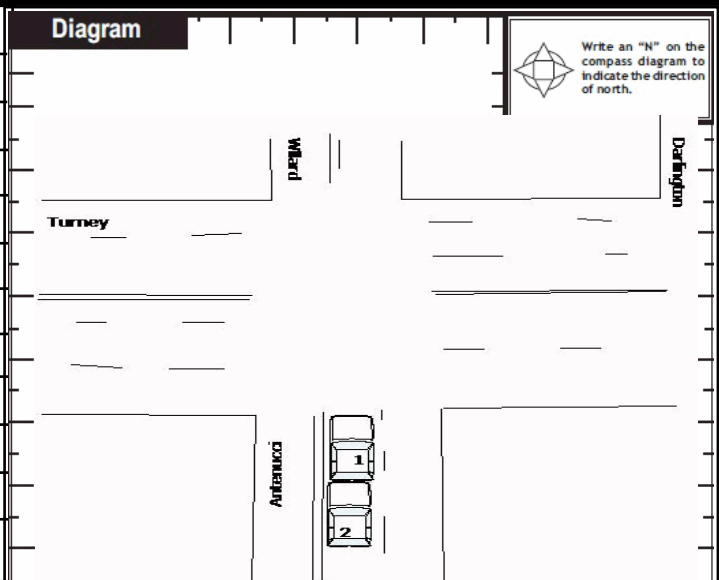 Diagram
Write an “N” on the
compass diagram to
indicate the direction
of north.
Willard
Darlington
Turney
Antenucci
1
2